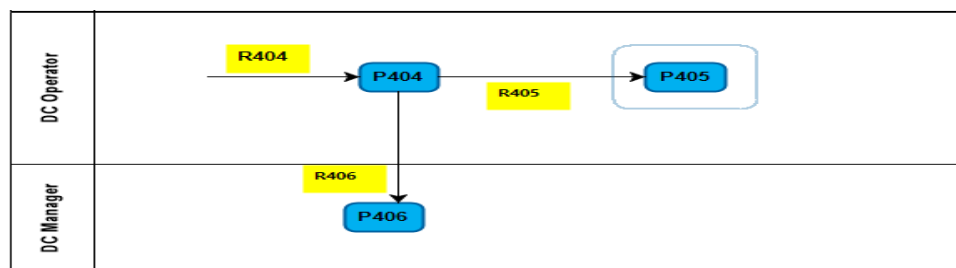 DC Operator
R404
P404
R405
P405
DC Manager
R406
P406